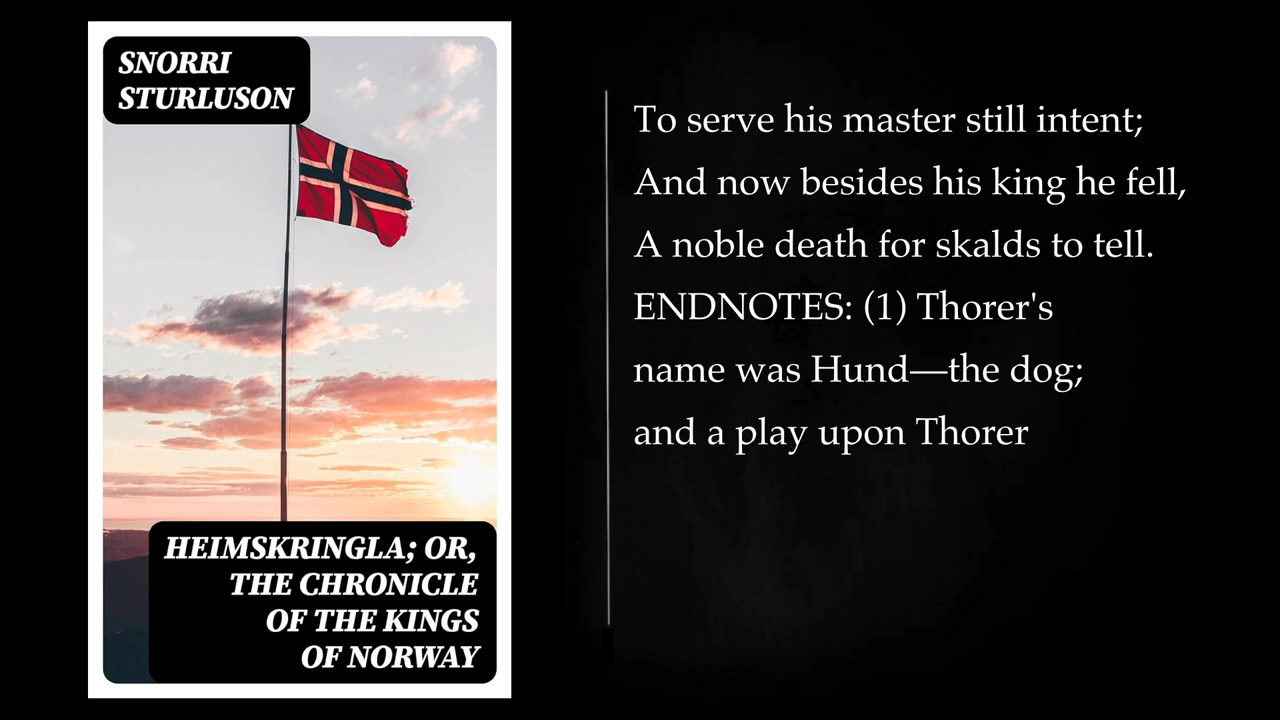 SNORRI
STURLUSON
HEIMSKRINGLA; OR,
THE CHRONICLE
OF THE KINGS
OF NORWAY
To serve his master still intent;
And now besides his king he fell,
A noble death for skalds to tell.
ENDNOTES: (1) Thorer's
name was Hund—the dog;
and a play upon Thorer